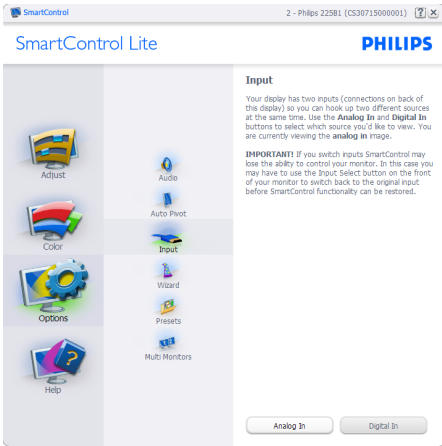 SmartControl
2 - Philips 225B1 (CS30715000001)
SmartControl Lite
PHILIPS
Adjust
Color
Options
Help
Audio
Auto Pivot
Input
Wizard
Presets
Multi Monitors
Input
Your display has two inputs (connections on back of
this display) so you can hook up two different sources
at the same time. Use the Analog In and Digital In
buttons to select which source you'd like to view. You
are currently viewing the analog in image.
IMPORTANT! If you switch inputs SmartControl may
lose the ability to control your monitor. In this case you
may have to use the Input Select button on the front
of your monitor to switch back to the original input
before SmartControl functionality can be restored.
Analog In
Digital In